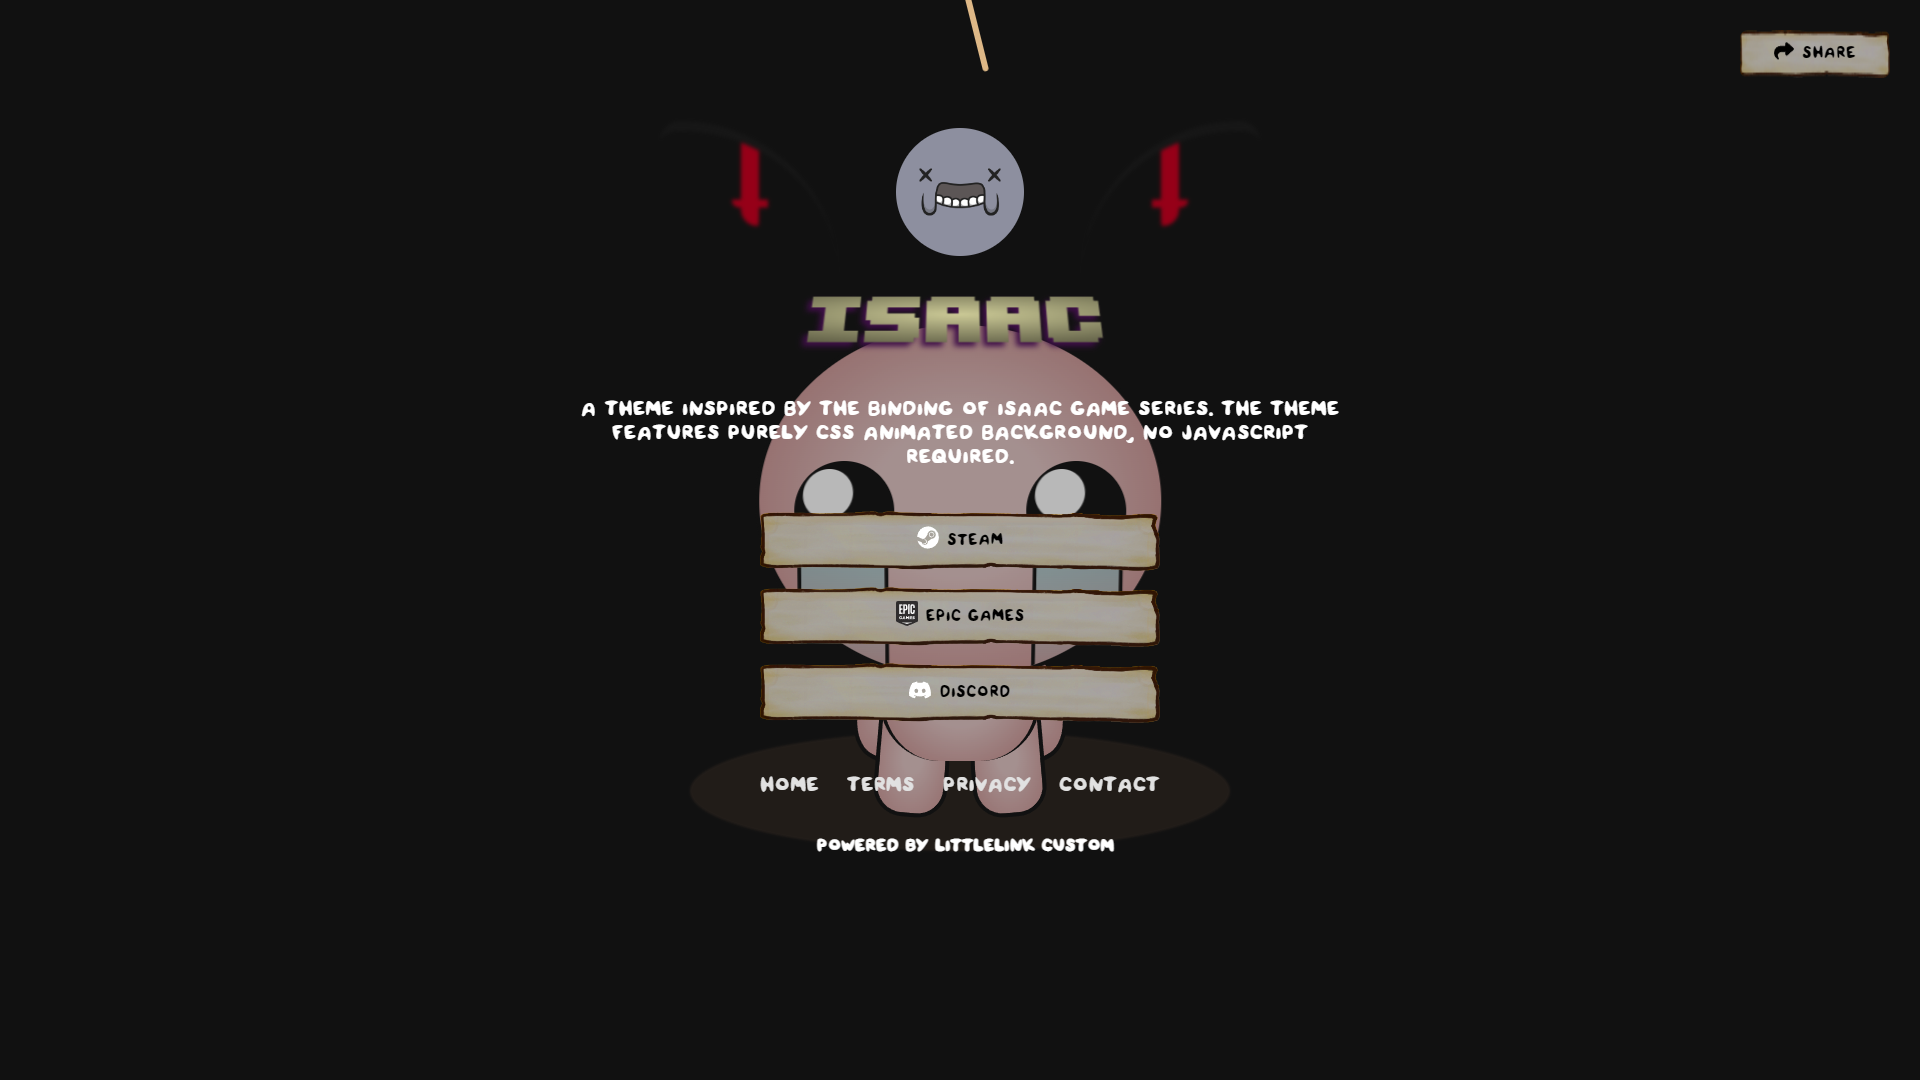 SHARE
ISAAC
A THEME INSPIRED BY THE BINDING OF ISAAC GAME SERIES. THE THEME
FEATURES PURELY CSS ANIMATED BACKGROUND, NO JAVASCRIPT
REQUIRED.
STEAM
EPIC GAMES EPIC GAMES
DISCORD
HOME TERMS PRIVACY CONTACT
POWERED BY LITTLELINK CUSTOM